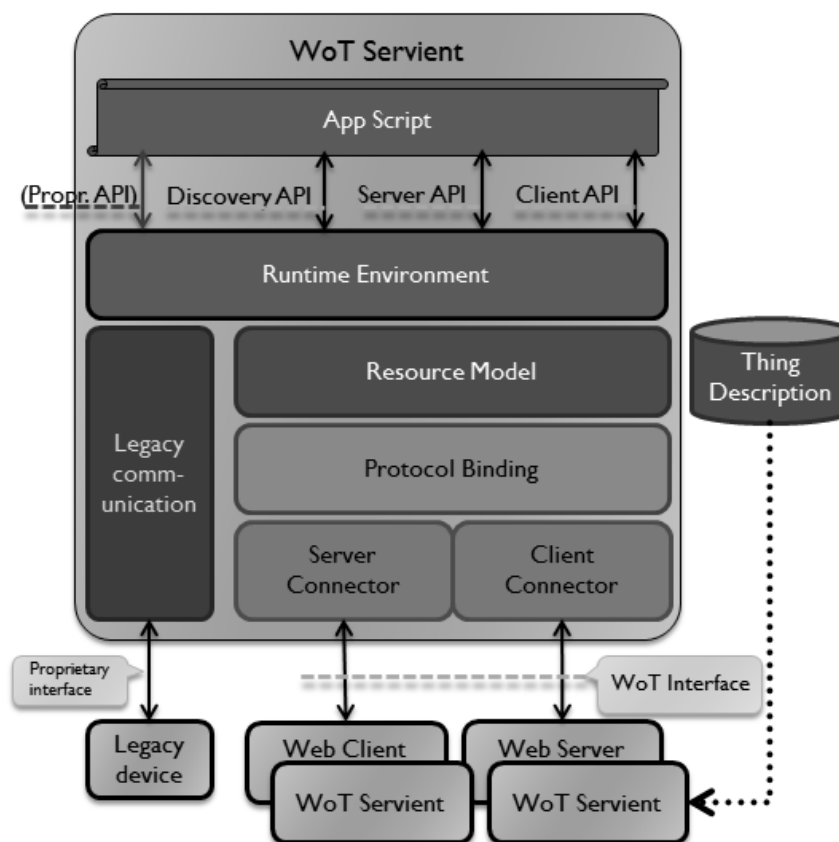 WoT Servient
App Script
(Propr. API)
Discovery API
Server API
Client API
Runtime Environment
Resource Model
Thing
Description
Legacy
comm-
unication
Protocol Binding
Server
Connector
Client
Connector
Proprietary
interface
WoT Interface
Legacy
device
Web Client
WoT Servient
Web Server
WoT Servient